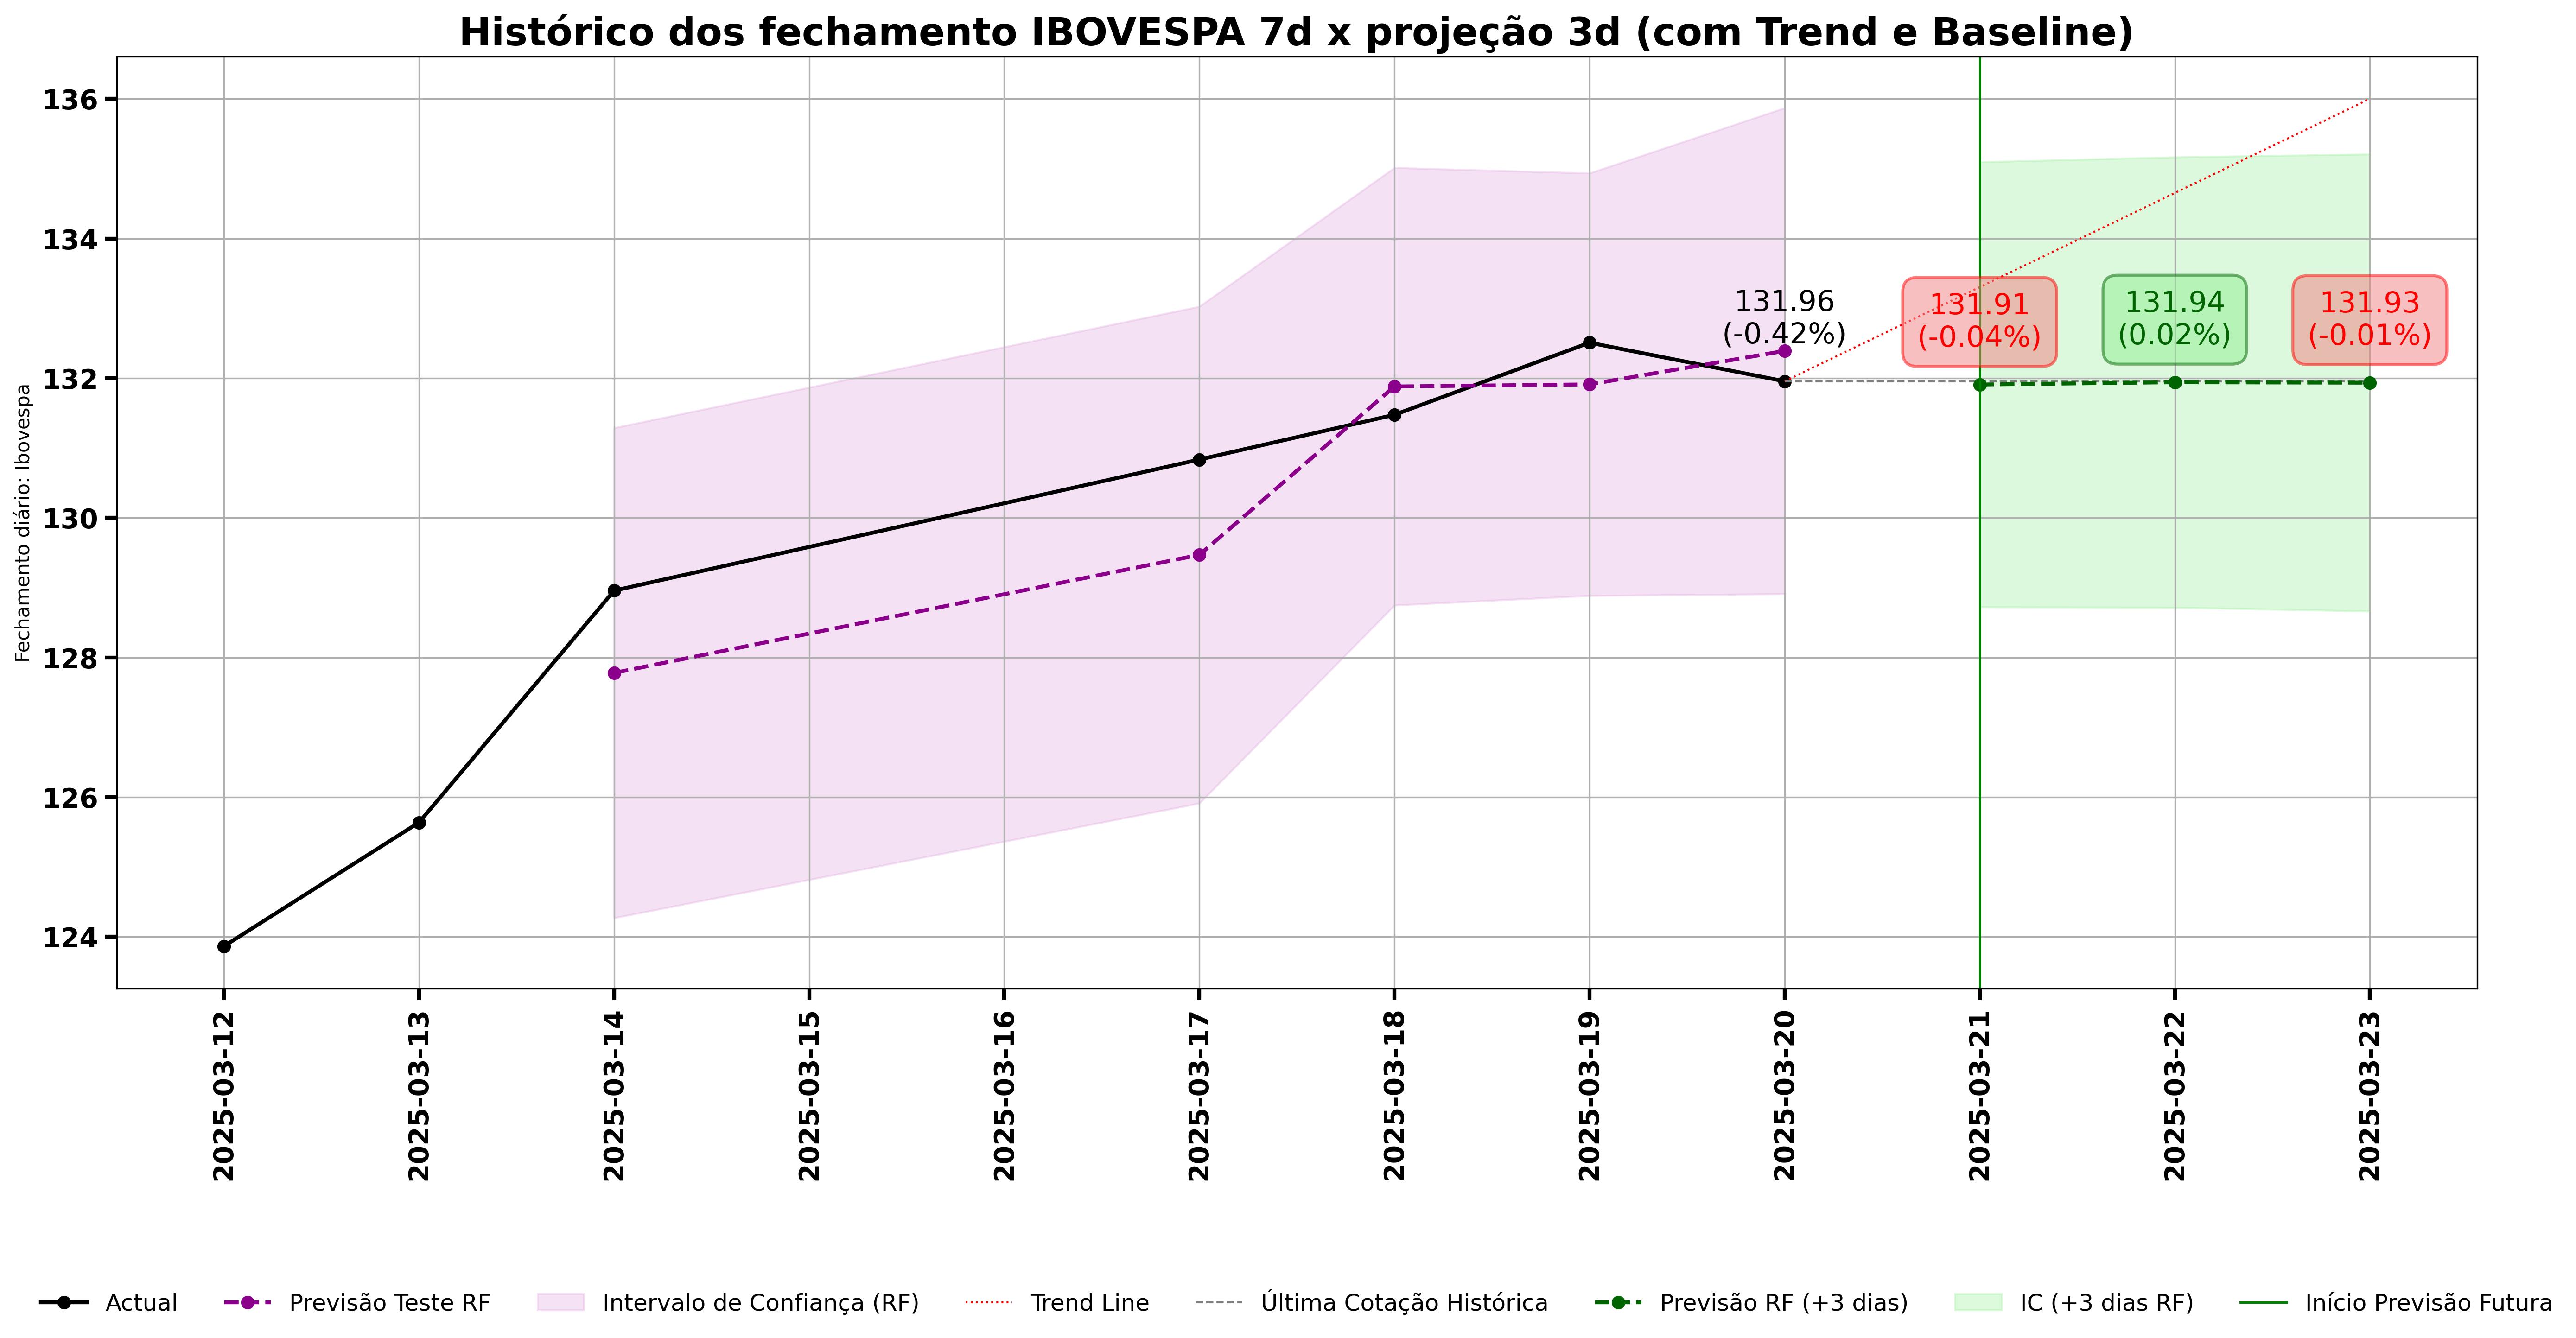 Histórico dos fechamento IBOVESPA 7d x projeção 3d (com Trend e Baseline)
Fechamento diário: Ibovespa
136
134
132
130
128
126
124
131.96
(-0.42%)
131.91
(-0.04%)
131.94
(0.02%)
131.93
(-0.01%)
2025-03-12
2025-03-13
2025-03-14
2025-03-15
2025-03-16
2025-03-17
2025-03-18
2025-03-19
2025-03-20
2025-03-21
2025-03-22
2025-03-23
Actual
Previsão Teste RF
Intervalo de Confiança (RF)
Trend Line
Última Cotação Histórica
Previsão RF (+3 dias)
IC (+3 dias RF)
Início Previsão Futura